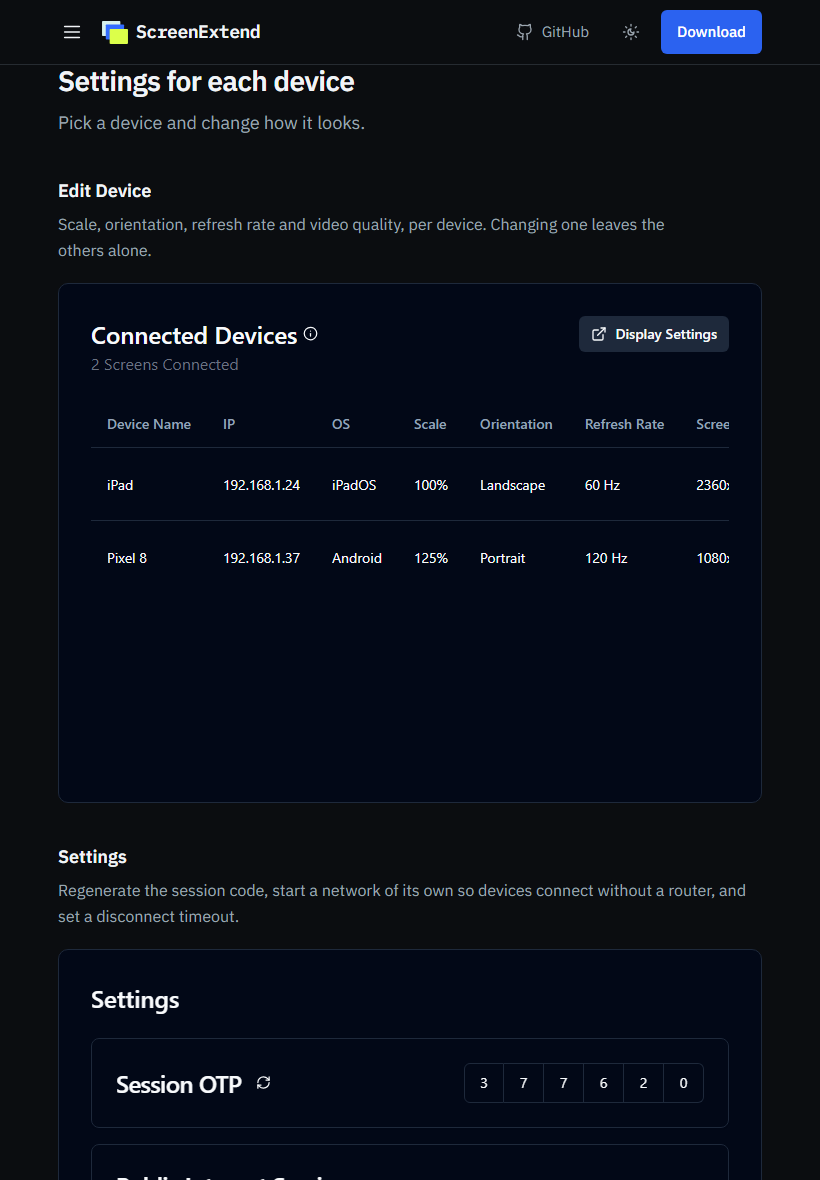 ScreenExtend
GitHub
Download
Settings for each device
Pick a device and change how it looks.
Edit Device
Scale, orientation, refresh rate and video quality, per device. Changing one leaves the
others alone.
Connected Devices
Display Settings
2 Screens Connected
Device Name IP OS Scale Orientation Refresh Rate
iPad 192.168.1.24 iPadOS 100% Landscape 60 Hz
Pixel 8 192.168.1.37 Android 125% Portrait 120 Hz
Settings
Regenerate the session code, start a network of its own so devices connect without a router, and
set a disconnect timeout.
Settings
Session OTP 3 7 7 6 2 0